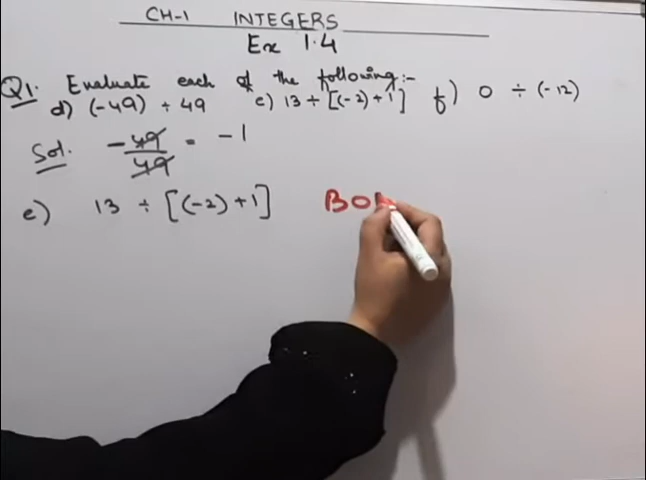 CH-1 INTEGERS
Ex 1.4
Q1. Evaluate each of the following:-
d) (-49) ÷ 49 e) 13 ÷ [(-2)+1] f) 0 ÷ (-12)
Sol. -49/49 = -1
e) 13 ÷ [(-2)+1] BO